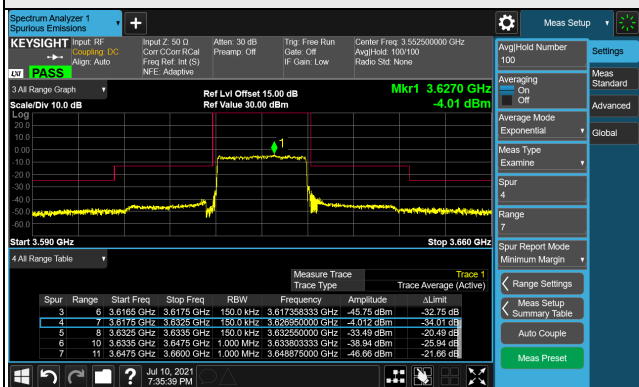 Spectrum Analyzer 1
Spurious Emissions
Meas Setup
KEYSIGHT
Input: RF
Coupling: DC
Align: Auto
Input Z: 50 Ω
Corr CCorr RCal
Freq Ref: Int (S)
NFE: Adaptive
Atten: 30 dB
Preamp: Off
Trig: Free Run
Gate: Off
IF Gain: Low
Center Freq: 3.552500000 GHz
Avg|Hold: 100/100
Radio Std: None
LXI PASS
3 All Range Graph
Scale/Div 10.0 dB
Ref Lvl Offset 15.00 dB
Ref Value 30.00 dBm
Mkr1 3.6270 GHz
-4.01 dBm
Log
20.0
10.0
0.00
-10.0
-20.0
-30.0
-40.0
-50.0
-60.0
1
Start 3.590 GHz
Stop 3.660 GHz
4 All Range Table
Measure Trace Trace 1
Trace Type Trace Average (Active)
Spur Range Start Freq Stop Freq RBW Frequency Amplitude ΔLimit
3 6 3.6165 GHz 3.6175 GHz 150.0 kHz 3.617358333 GHz -45.75 dBm -32.75 dB
4 7 3.6175 GHz 3.6325 GHz 150.0 kHz 3.626950000 GHz -4.012 dBm -34.01 dB
5 8 3.6325 GHz 3.6335 GHz 150.0 kHz 3.632550000 GHz -33.49 dBm -20.49 dB
6 10 3.6335 GHz 3.6475 GHz 1.000 MHz 3.633803333 GHz -38.94 dBm -25.94 dB
7 11 3.6475 GHz 3.6600 GHz 1.000 MHz 3.648875000 GHz -46.66 dBm -21.66 dB
Jul 10, 2021
7:35:39 PM
Avg|Hold Number
100
Averaging
On
Off
Average Mode
Exponential
Meas Type
Examine
Spur
4
Range
7
Spur Report Mode
Minimum Margin
Range Settings
Meas Setup
Summary Table
Auto Couple
Meas Preset
Settings
Meas
Standard
Advanced
Global